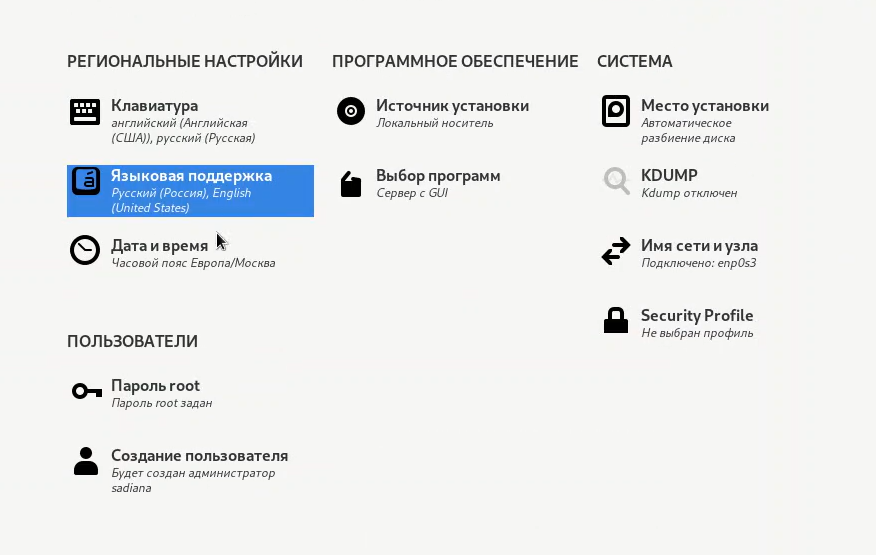 РЕГИОНАЛЬНЫЕ НАСТРОЙКИ
Клавиатура
английский (Английская
(США)), русский (Русская)
Языковая поддержка
Русский (Россия), English
(United States)
Дата и время
Часовой пояс Европа/Москва
ПОЛЬЗОВАТЕЛИ
Пароль root
Пароль root задан
Создание пользователя
Будет создан администратор
sadiana
ПРОГРАММНОЕ ОБЕСПЕЧЕНИЕ
Источник установки
Локальный носитель
Выбор программ
Сервер с GUI
СИСТЕМА
Место установки
Автоматическое
разбиение диска
KDUMP
Kdump отключен
Имя сети и узла
Подключено: enp0s3
Security Profile
Не выбран профиль